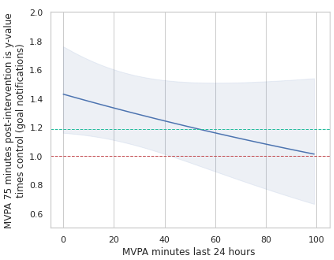 MVPA 75 minutes post-intervention is y-value
times control (goal notifications)
2.0
1.8
1.6
1.4
1.2
1.0
0.8
0.6
0 20 40 60 80 100
MVPA minutes last 24 hours